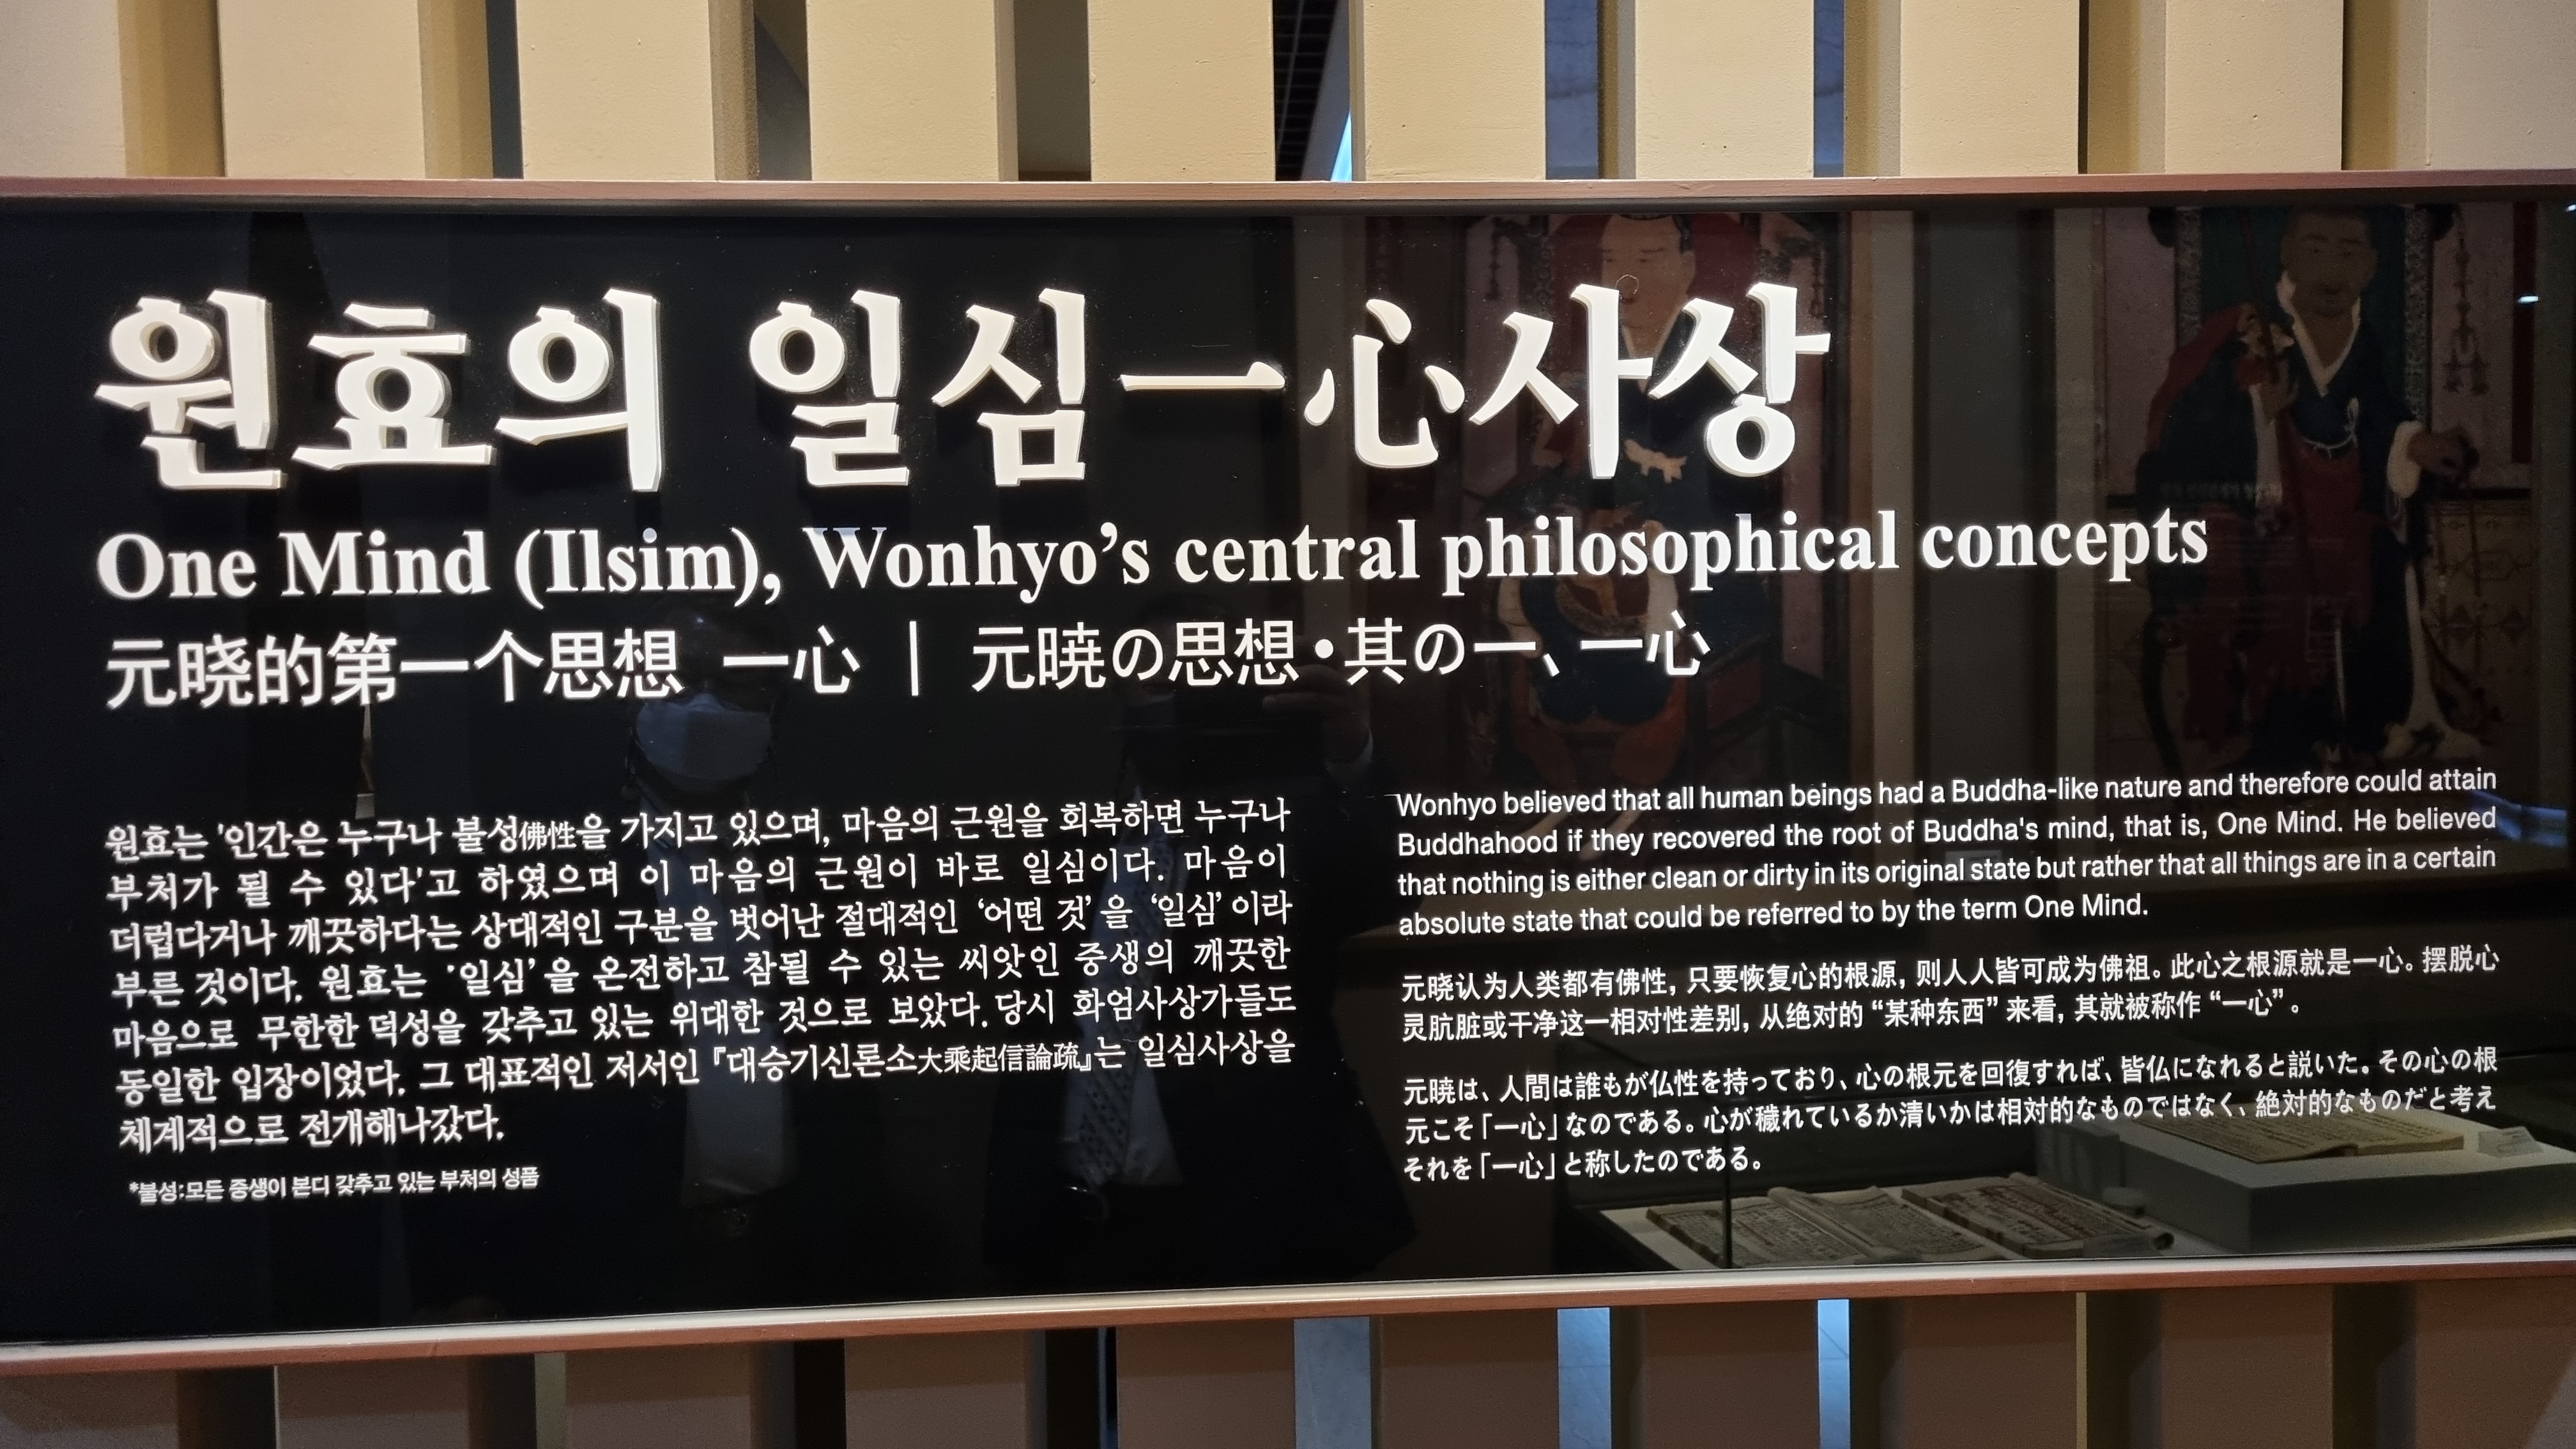 원효의 일심一心사상
One Mind (Ilsim), Wonhyo's central philosophical concepts
元晓的第一个思想 一心 | 元暁の思想・其の一、一心
원효는 '인간은 누구나 불성佛性을 가지고 있으며, 마음의 근원을 회복하면 누구나
부처가 될 수 있다'고 하였으며 이 마음의 근원이 바로 일심이다. 마음이
더럽다거나 깨끗하다는 상대적인 구분을 벗어난 절대적인 '어떤 것'을 '일심'이라
부른 것이다. 원효는 '일심'을 온전하고 참될 수 있는 씨앗인 중생의 깨끗한
마음으로 무한한 덕성을 갖추고 있는 위대한 것으로 보았다. 당시 화엄사상가들도
동일한 입장이었다. 그 대표적인 저서인 『대승기신론소大乘起信論疏』는 일심사상을
체계적으로 전개해나갔다.
*불성:모든 중생이 본디 갖추고 있는 부처의 성품
Wonhyo believed that all human beings had a Buddha-like nature and therefore could attain
Buddhahood if they recovered the root of Buddha's mind, that is, One Mind. He believed
that nothing is either clean or dirty in its original state but rather that all things are in a certain
absolute state that could be referred to by the term One Mind.
元晓认为人类都有佛性, 只要恢复心的根源, 则人人皆可成为佛祖。此心之根源就是一心。摆脱心
灵肮脏或干净这一相对性差别, 从绝对的 “某种东西” 来看, 其就被称作 “一心” 。
元暁は、人間は誰もが仏性を持っており、心の根元を回復すれば、皆仏になれると説いた。その心の根
元こそ「一心」なのである。心が穢れているか清いかは相対的なものではなく、絶対的なものだと考え
それを「一心」と称したのである。